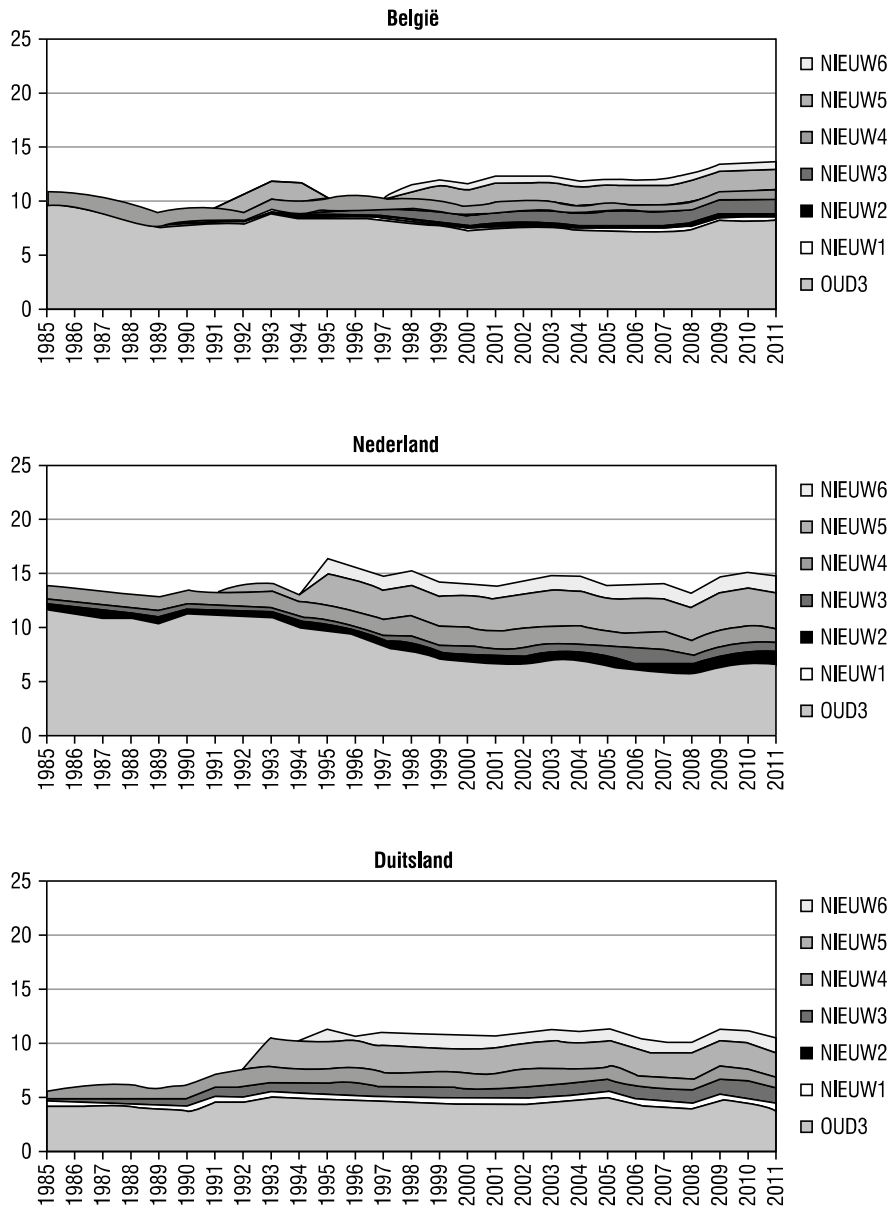 België
25
20
15
10
5
0
1985 1986 1987 1988 1989 1990 1991 1992 1993 1994 1995 1996 1997 1998 1999 2000 2001 2002 2003 2004 2005 2006 2007 2008 2009 2010 2011
NIEUW6
NIEUW5
NIEUW4
NIEUW3
NIEUW2
NIEUW1
OUD3
Nederland
25
20
15
10
5
0
1985 1986 1987 1988 1989 1990 1991 1992 1993 1994 1995 1996 1997 1998 1999 2000 2001 2002 2003 2004 2005 2006 2007 2008 2009 2010 2011
NIEUW6
NIEUW5
NIEUW4
NIEUW3
NIEUW2
NIEUW1
OUD3
Duitsland
25
20
15
10
5
0
1985 1986 1987 1988 1989 1990 1991 1992 1993 1994 1995 1996 1997 1998 1999 2000 2001 2002 2003 2004 2005 2006 2007 2008 2009 2010 2011
NIEUW6
NIEUW5
NIEUW4
NIEUW3
NIEUW2
NIEUW1
OUD3